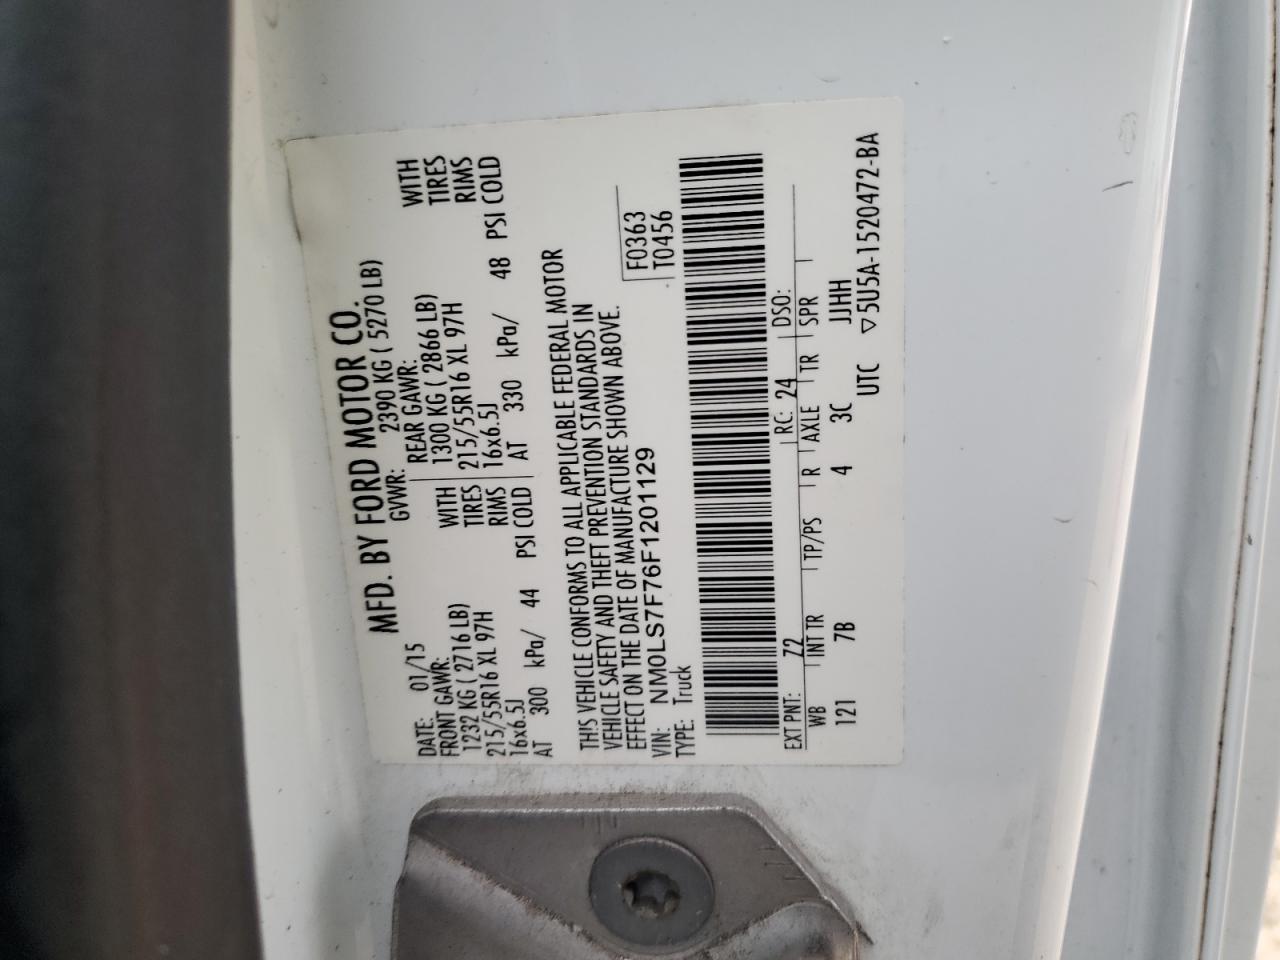 MFD. BY FORD MOTOR CO.
DATE: 01/15 GVWR: 2390 KG ( 5270 LB)
FRONT GAWR: REAR GAWR:
1232 KG ( 2716 LB) WITH 1300 KG ( 2866 LB) WITH
215/55R16 XL 97H TIRES 215/55R16 XL 97H TIRES
16x6.5J RIMS 16x6.5J RIMS
AT 300 kPa/ 44 PSI COLD AT 330 kPa/ 48 PSI COLD
THIS VEHICLE CONFORMS TO ALL APPLICABLE FEDERAL MOTOR
VEHICLE SAFETY AND THEFT PREVENTION STANDARDS IN
EFFECT ON THE DATE OF MANUFACTURE SHOWN ABOVE.
VIN: NM0LS7F76F1201129 F0363
TYPE: Truck T0456
EXT PNT: Z2 RC: 24 DSO:
WB INT TR TP/PS R AXLE TR SPR
121 7B 4 3C JJHH
UTC ▽5U5A-1520472-BA